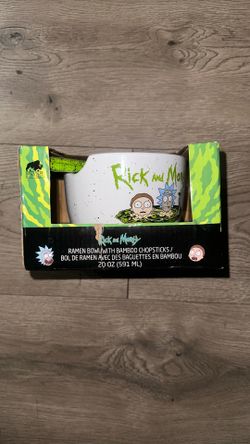 Rick and Mor
Rick and Morty
RAMEN BOWL WITH BAMBOO CHOPSTICKS /
BOL DE RAMEN AVEC DES BAGUETTES EN BAMBOU
20 OZ (591 ML)